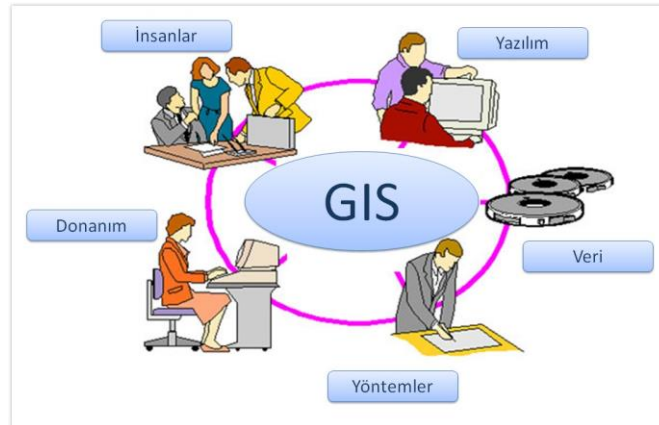 İnsanlar
Yazılım
GIS
Donanım
Veri
Yöntemler